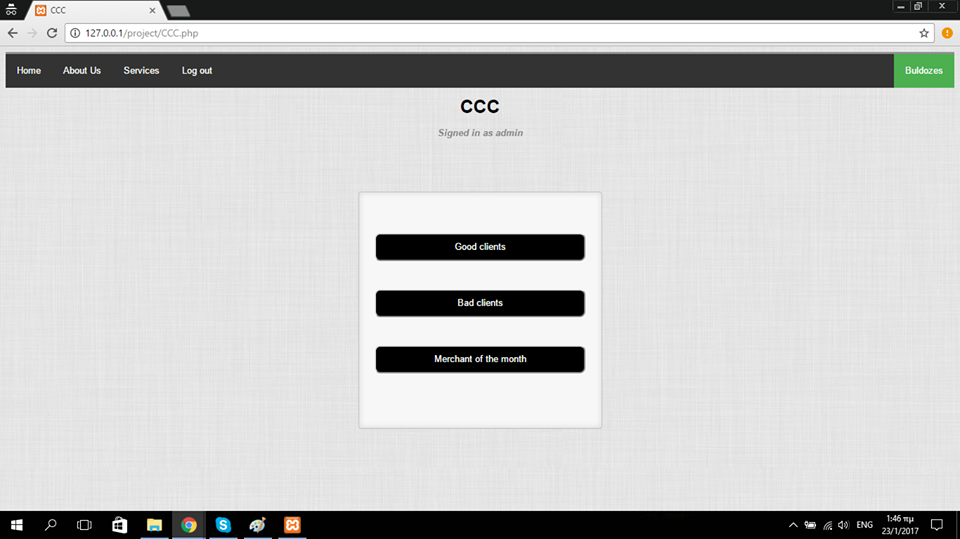 CCC
127.0.0.1/project/CCC.php
Home About Us Services Log out Buldozes
CCC
Signed in as admin
Good clients
Bad clients
Merchant of the month
ENG
1:46 πμ
23/1/2017